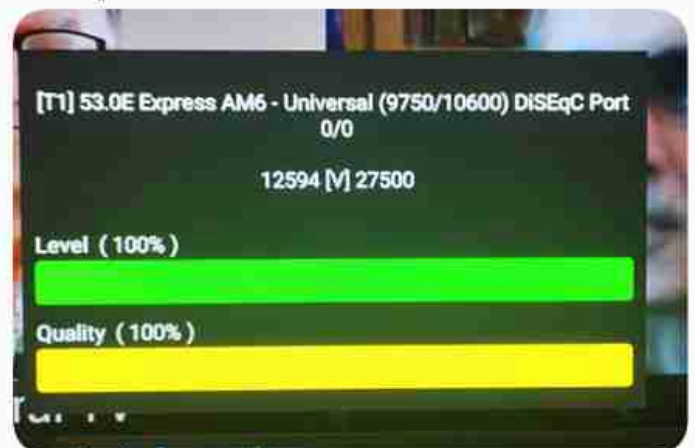 [T1] 53.0E Express AM6 - Universal (9750/10600) DiSEqC Port
0/0
12594 [V] 27500
Level ( 100% )
Quality ( 100% )